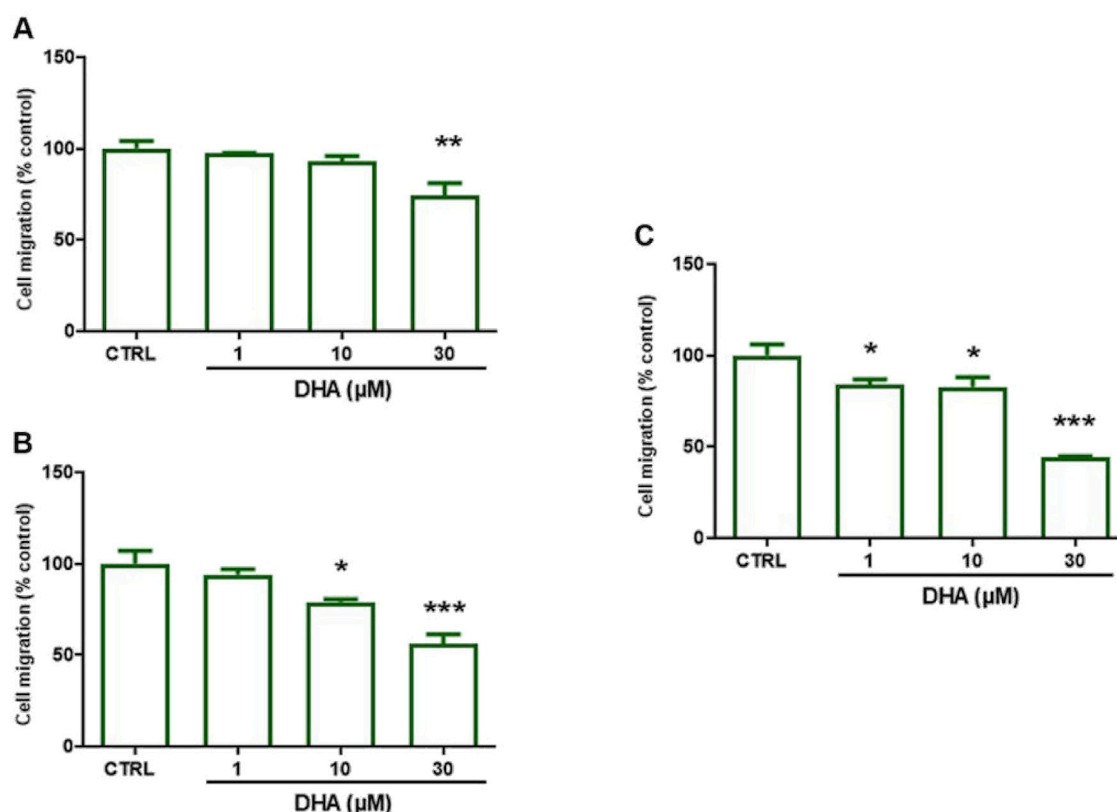 A
Cell migration (% control)
150
100
50
0
**
CTRL 1 10 30
DHA (µM)
B
Cell migration (% control)
150
100
50
0
*
***
CTRL 1 10 30
DHA (µM)
C
Cell migration (% control)
150
100
50
0
* *
***
CTRL 1 10 30
DHA (µM)